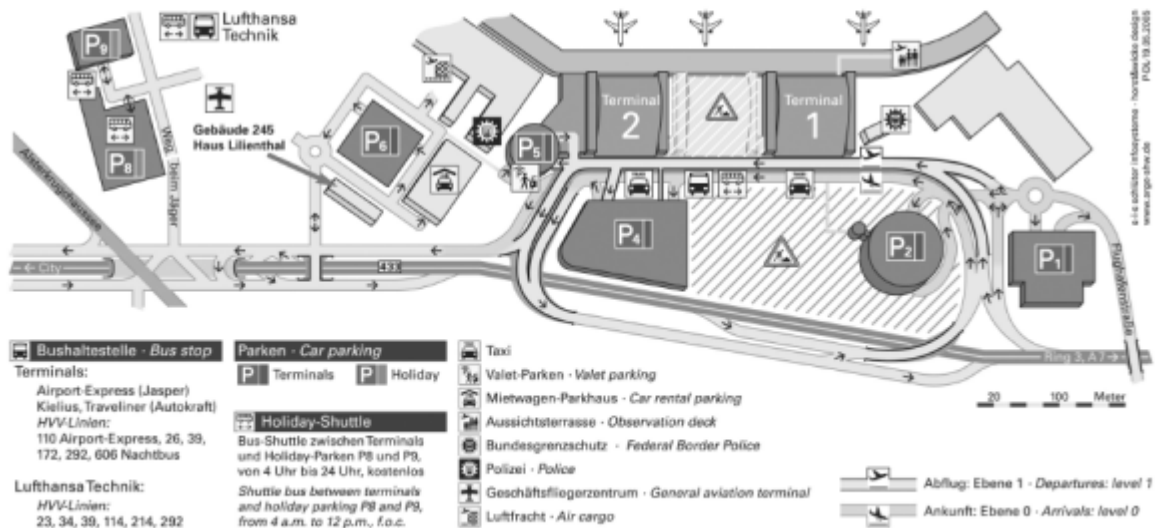 Lufthansa
Technik
P9
P8
Weg beim Jäger
Alsterkrugchaussee
Gebäude 245
Haus Lilienthal
P6
P5
Terminal
2
Terminal
1
TAXI
TAXI
P4
P2
P1
Flughafenstraße
← City
433
Ring 3, A 7 →
20 100 Meter
Bushaltestelle · Bus stop
Terminals:
Airport-Express (Jasper)
Kielius, Traveliner (Autokraft)
HVV-Linien:
110 Airport-Express, 26, 39,
172, 292, 606 Nachtbus
Lufthansa Technik:
HVV-Linien:
23, 34, 39, 114, 214, 292
Parken · Car parking
P Terminals P Holiday
Holiday-Shuttle
Bus-Shuttle zwischen Terminals
und Holiday-Parken P8 und P9,
von 4 Uhr bis 24 Uhr, kostenlos
Shuttle bus between terminals
and holiday parking P8 and P9,
from 4 a.m. to 12 p.m., f.o.c.
Taxi
Valet-Parken · Valet parking
Mietwagen-Parkhaus · Car rental parking
Aussichtsterrasse · Observation deck
Bundesgrenzschutz · Federal Border Police
Polizei · Police
Geschäftsfliegerzentrum · General aviation terminal
Luftfracht · Air cargo
Abflug: Ebene 1 · Departures: level 1
Ankunft: Ebene 0 · Arrivals: level 0